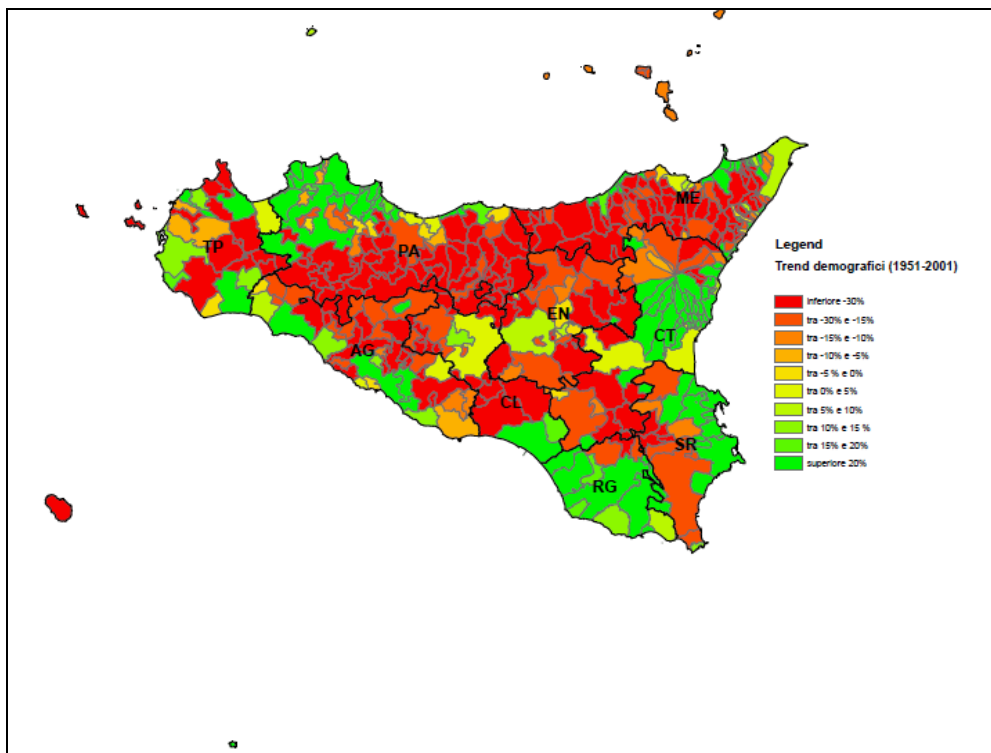 ME
TP
PA
EN
CT
AG
CL
SR
RG
Legend
Trend demografici (1951-2001)
inferiore -30%
tra -30% e -15%
tra -15% e -10%
tra -10% e -5%
tra -5 % e 0%
tra 0% e 5%
tra 5% e 10%
tra 10% e 15 %
tra 15% e 20%
superiore 20%